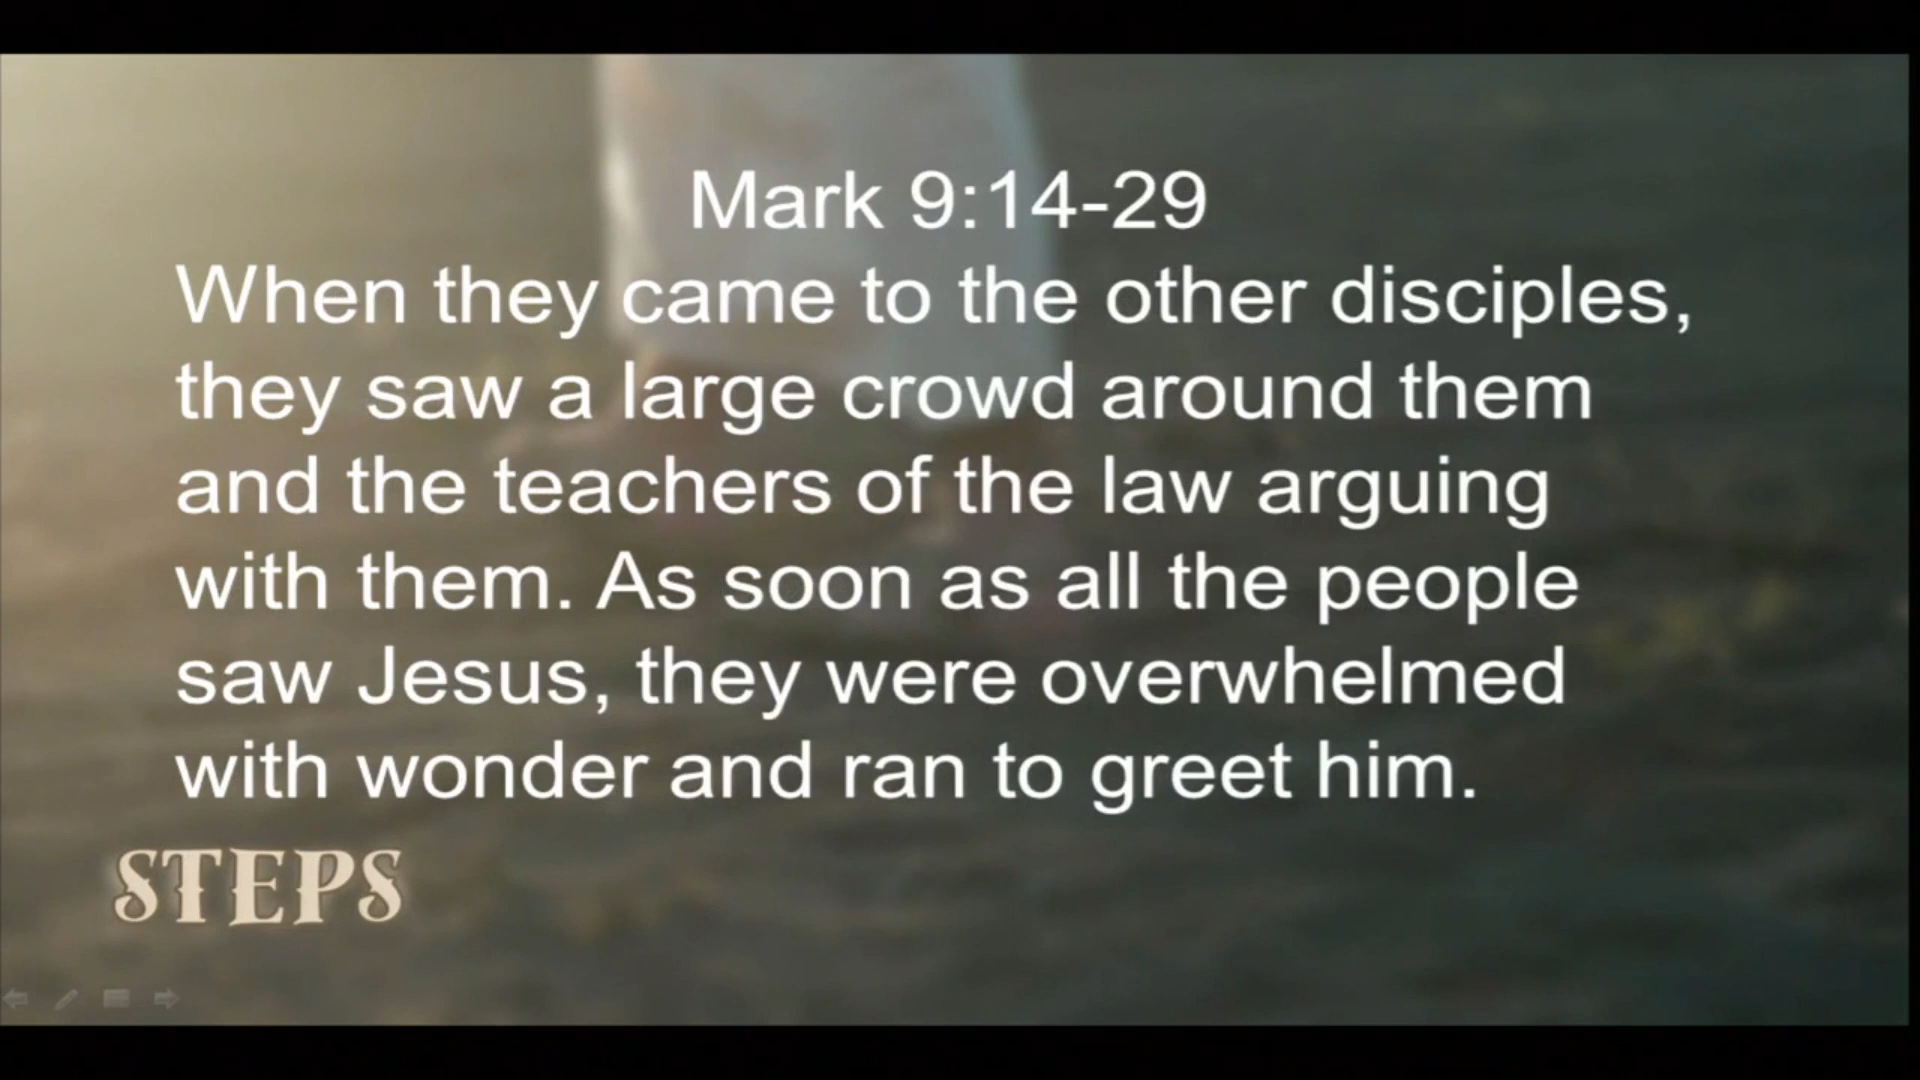 Mark 9:14-29
When they came to the other disciples,
they saw a large crowd around them
and the teachers of the law arguing
with them. As soon as all the people
saw Jesus, they were overwhelmed
with wonder and ran to greet him.
STEPS